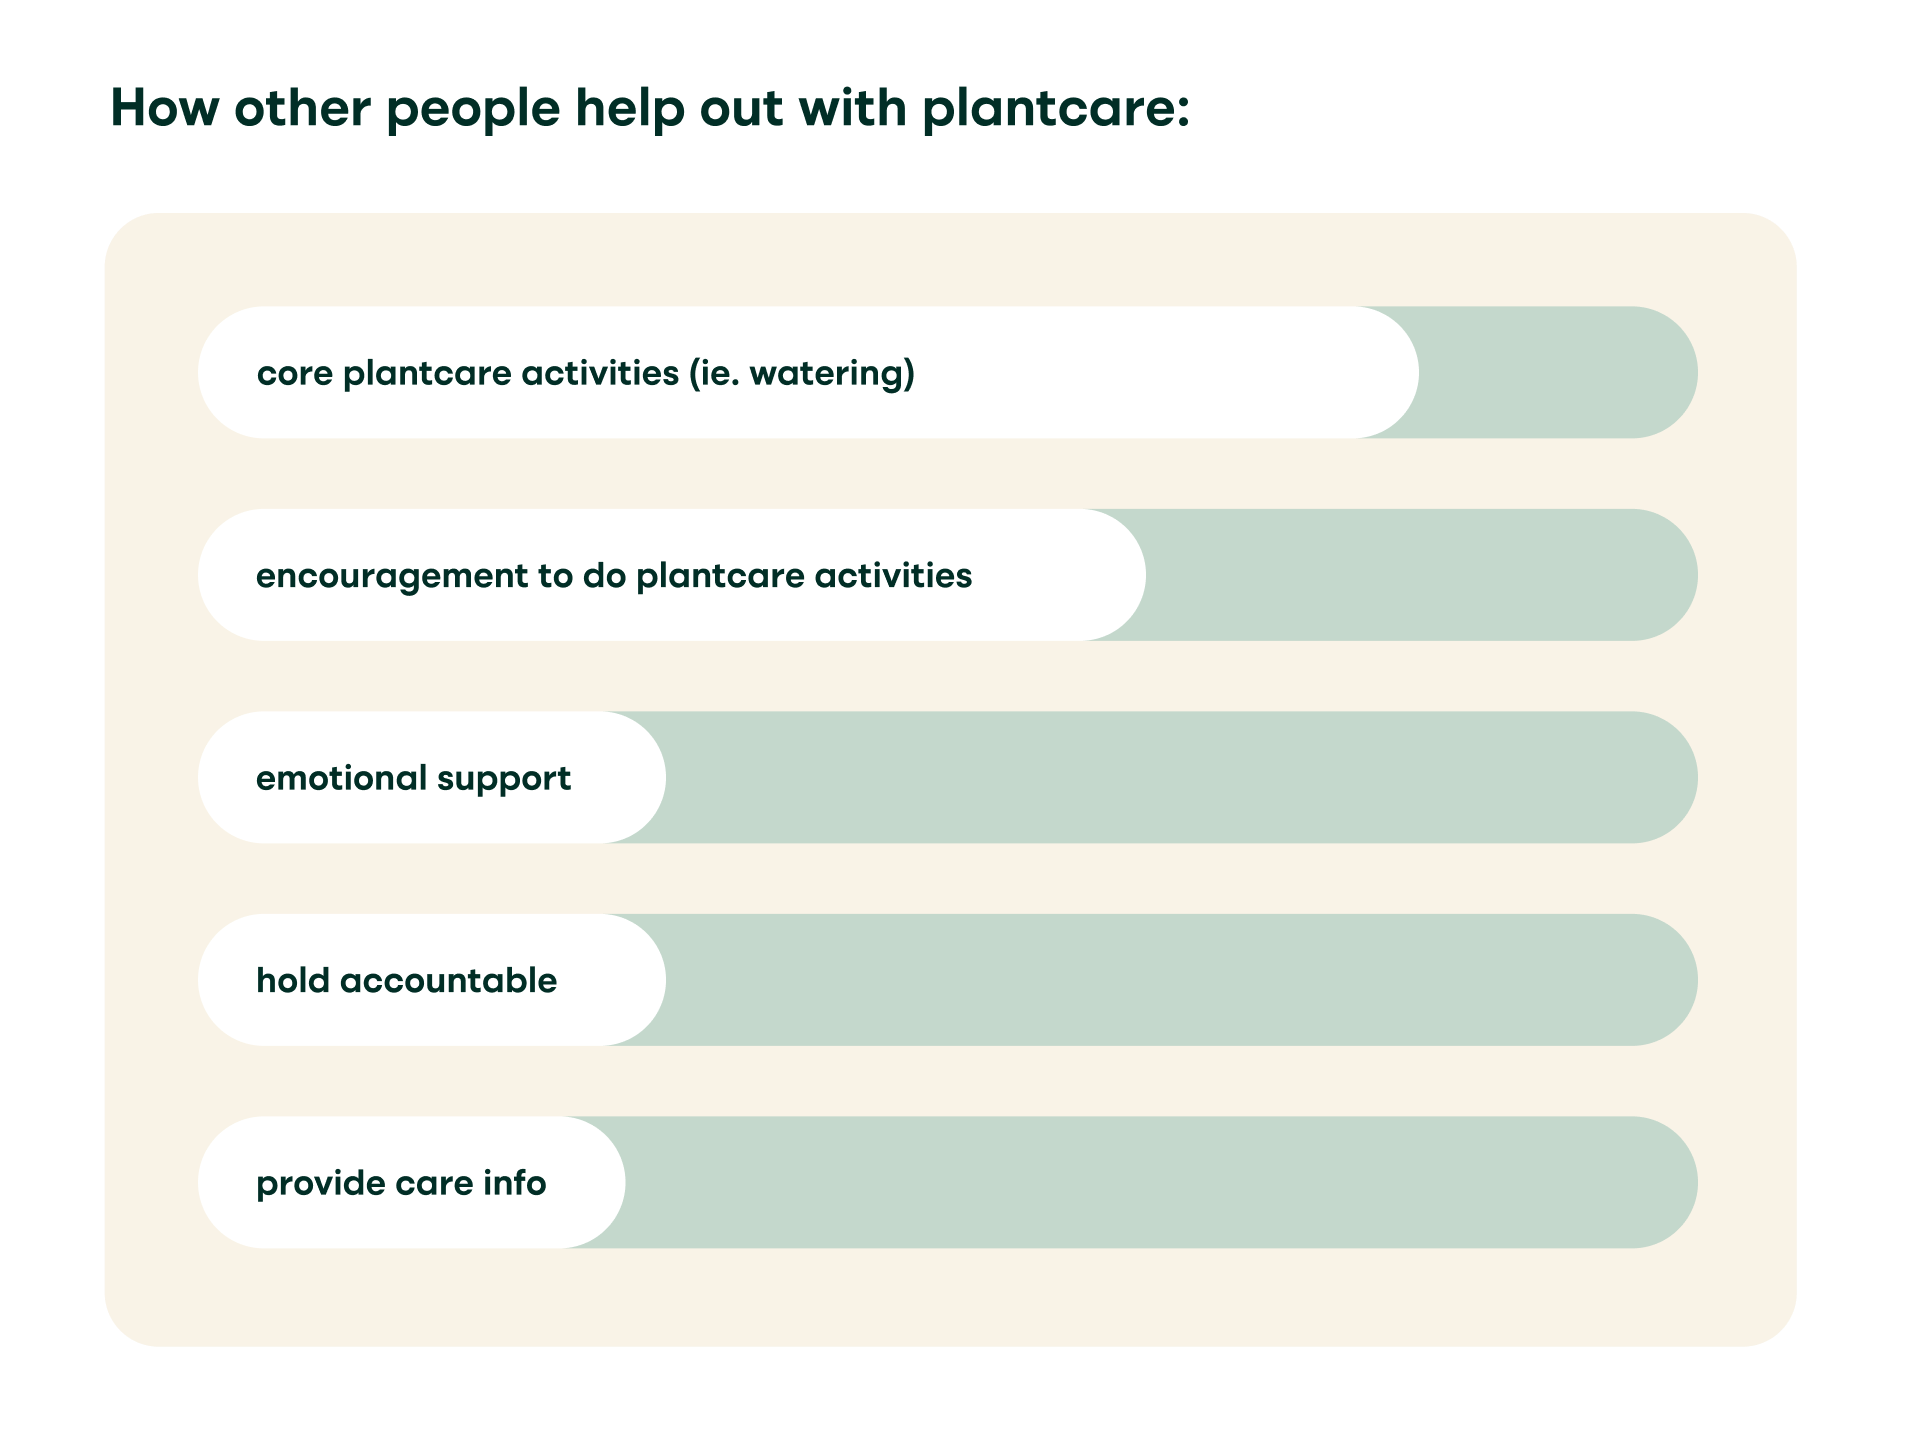 How other people help out with plantcare:
core plantcare activities (ie. watering)
encouragement to do plantcare activities
emotional support
hold accountable
provide care info